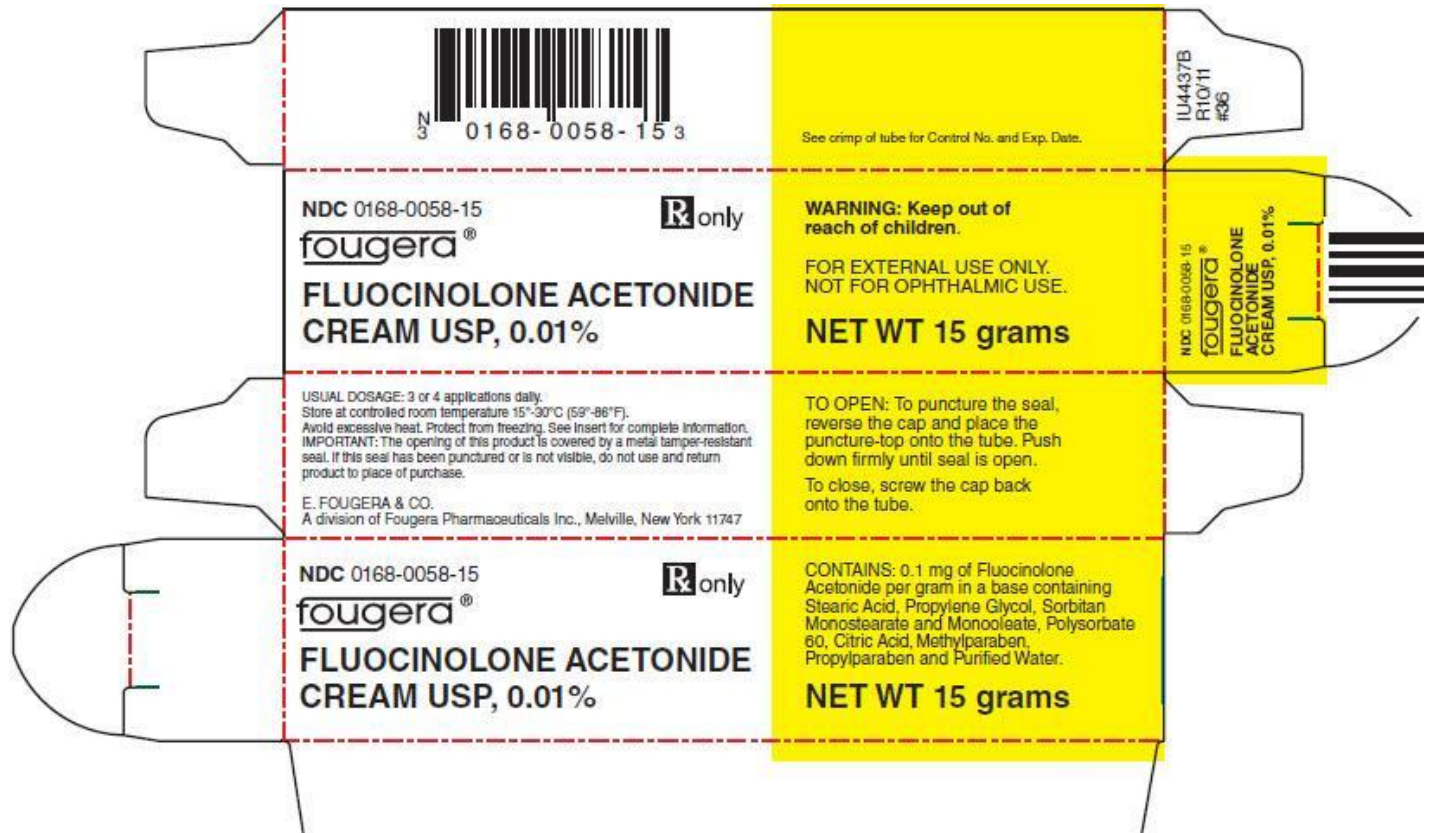 N
3 0168-0058-15 3
See crimp of tube for Control No. and Exp. Date.
IU4437B
R10/11
#36
NDC 0168-0058-15
Rx only
fougera®
FLUOCINOLONE ACETONIDE
CREAM USP, 0.01%
WARNING: Keep out of
reach of children.
FOR EXTERNAL USE ONLY.
NOT FOR OPHTHALMIC USE.
NET WT 15 grams
NDC 0168-0058-15
fougera®
FLUOCINOLONE
ACETONIDE
CREAM USP, 0.01%
USUAL DOSAGE: 3 or 4 applications daily.
Store at controlled room temperature 15°-30°C (59°-86°F).
Avoid excessive heat. Protect from freezing. See insert for complete information.
IMPORTANT: The opening of this product is covered by a metal tamper-resistant
seal. If this seal has been punctured or is not visible, do not use and return
product to place of purchase.
E. FOUGERA & CO.
A division of Fougera Pharmaceuticals Inc., Melville, New York 11747
TO OPEN: To puncture the seal,
reverse the cap and place the
puncture-top onto the tube. Push
down firmly until seal is open.
To close, screw the cap back
onto the tube.
NDC 0168-0058-15
Rx only
fougera®
FLUOCINOLONE ACETONIDE
CREAM USP, 0.01%
CONTAINS: 0.1 mg of Fluocinolone
Acetonide per gram in a base containing
Stearic Acid, Propylene Glycol, Sorbitan
Monostearate and Monooleate, Polysorbate
60, Citric Acid, Methylparaben,
Propylparaben and Purified Water.
NET WT 15 grams